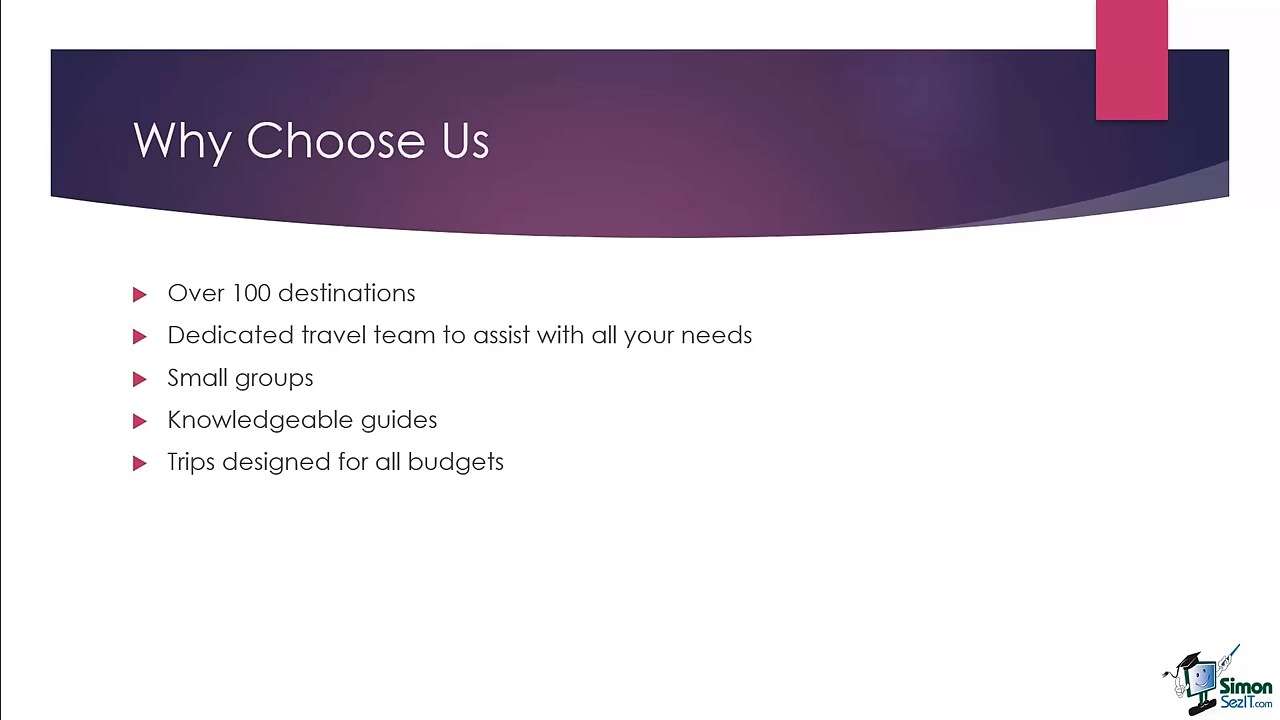 Why Choose Us
Over 100 destinations
Dedicated travel team to assist with all your needs
Small groups
Knowledgeable guides
Trips designed for all budgets
Simon
SezIT.com